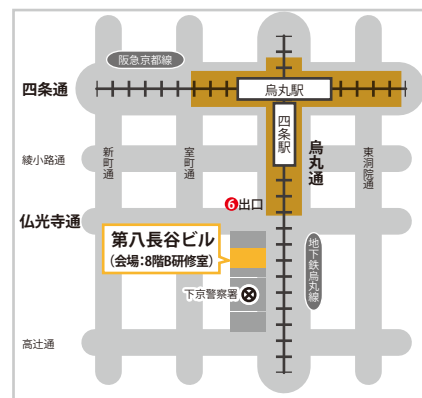 阪急京都線
四条通
烏丸駅
四条駅
烏丸通
綾小路通
新町通
室町通
東洞院通
❻出口
仏光寺通
第八長谷ビル
（会場：8階B研修室）
地下鉄烏丸線
下京警察署
高辻通